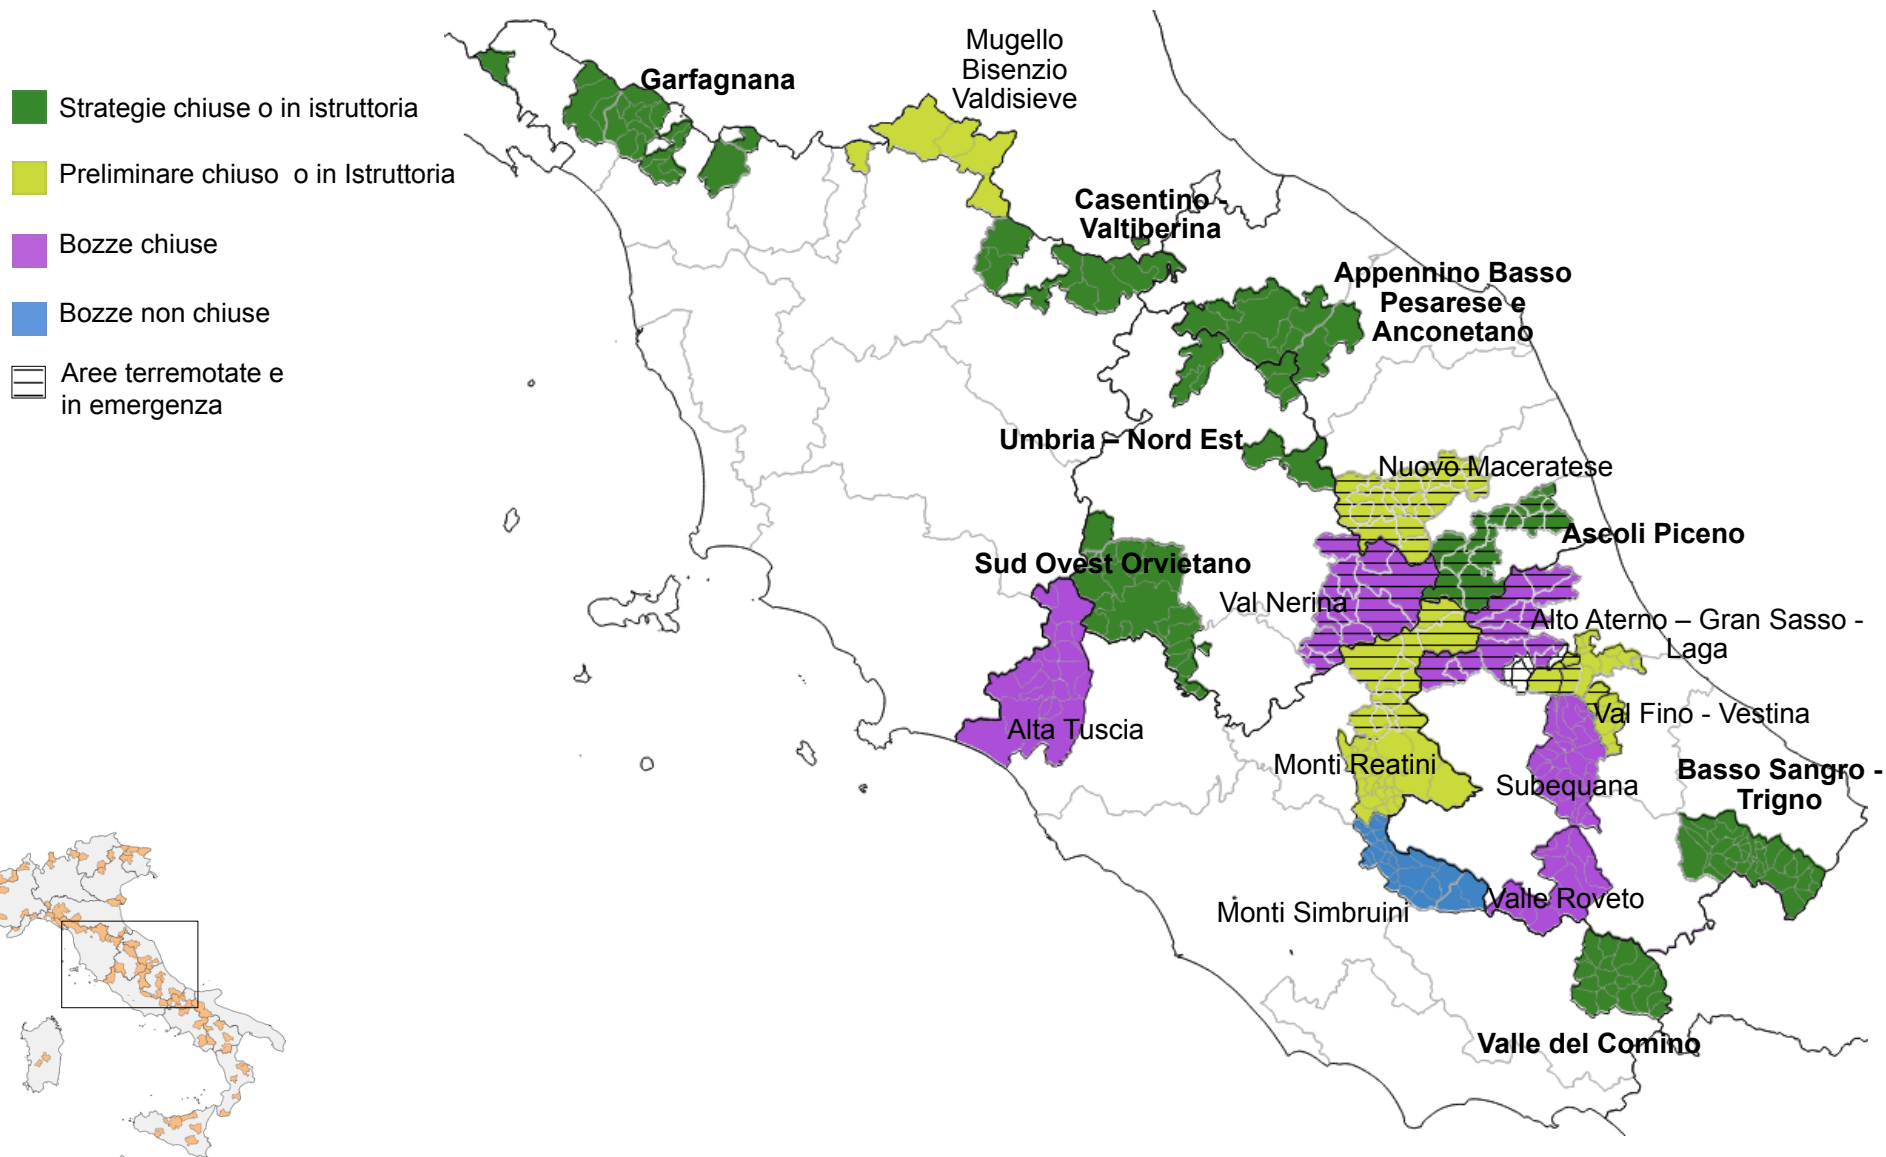 Strategie chiuse o in istruttoria
Preliminare chiuso o in Istruttoria
Bozze chiuse
Bozze non chiuse
Aree terremotate e
in emergenza
Garfagnana
Mugello
Bisenzio
Valdisieve
Casentino -
Valtiberina
Appennino Basso
Pesarese e
Anconetano
Umbria – Nord Est
Nuovo Maceratese
Ascoli Piceno
Sud Ovest Orvietano
Val Nerina
Alto Aterno – Gran Sasso -
Laga
Alta Tuscia
Val Fino - Vestina
Monti Reatini
Subequana
Basso Sangro -
Trigno
Monti Simbruini
Valle Roveto
Valle del Comino